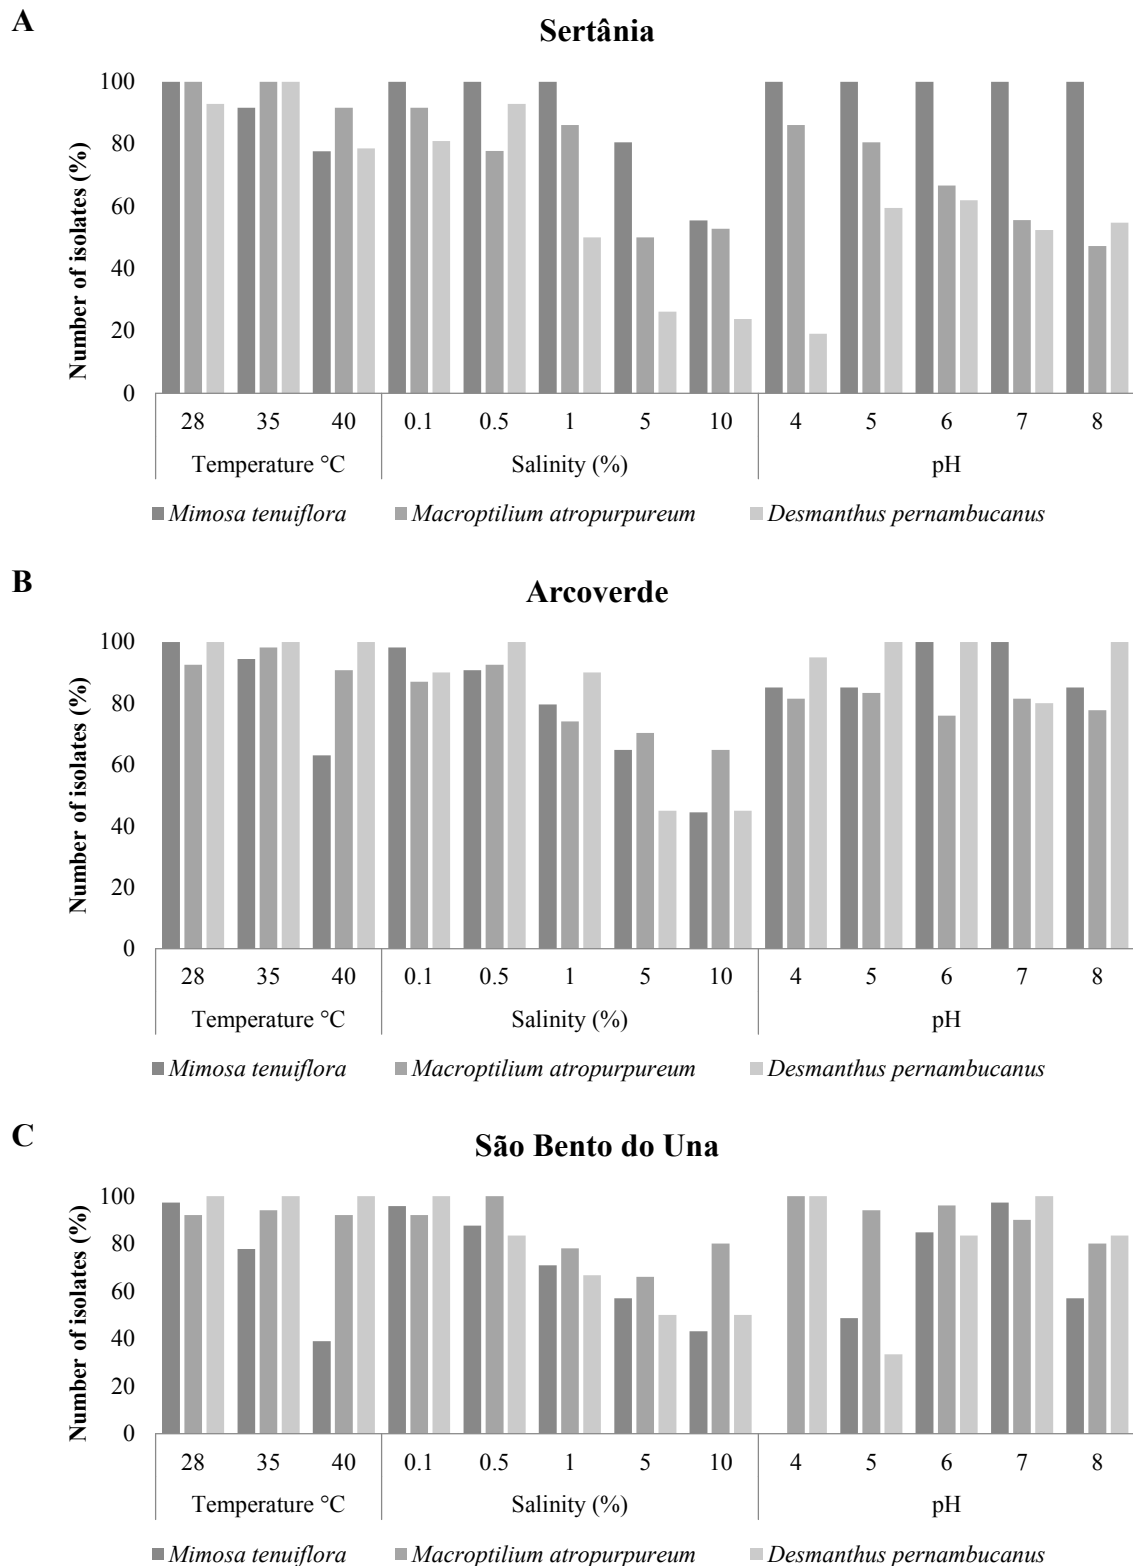 A
Sertânia
Number of isolates (%)
100
80
60
40
20
0
28 35 40 0.1 0.5 1 5 10 4 5 6 7 8
Temperature °C Salinity (%) pH
Mimosa tenuiflora Macroptilium atropurpureum Desmanthus pernambucanus
B
Arcoverde
Number of isolates (%)
100
80
60
40
20
0
28 35 40 0.1 0.5 1 5 10 4 5 6 7 8
Temperature °C Salinity (%) pH
Mimosa tenuiflora Macroptilium atropurpureum Desmanthus pernambucanus
C
São Bento do Una
Number of isolates (%)
100
80
60
40
20
0
28 35 40 0.1 0.5 1 5 10 4 5 6 7 8
Temperature °C Salinity (%) pH
Mimosa tenuiflora Macroptilium atropurpureum Desmanthus pernambucanus